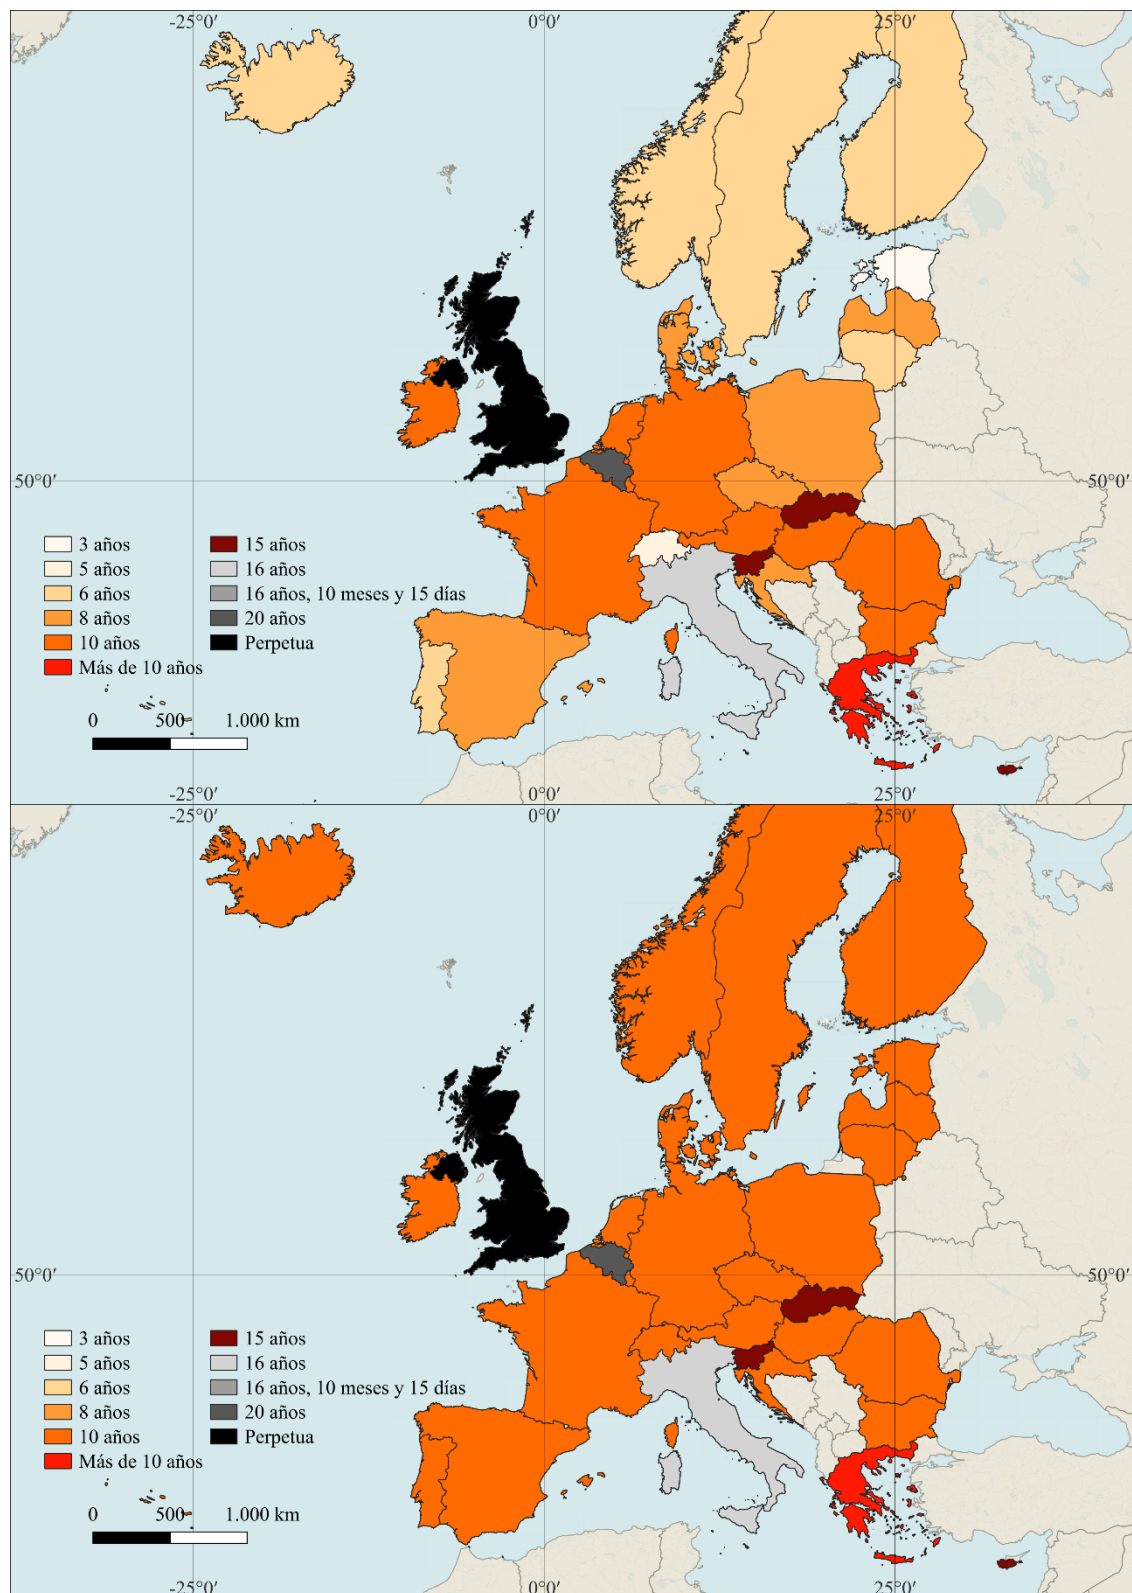 -25°0′ 0°0′ 25°0′
50°0′ 50°0′
3 años 15 años
5 años 16 años
6 años 16 años, 10 meses y 15 días
8 años 20 años
10 años Perpetua
Más de 10 años
0 500 1.000 km
-25°0′ 0°0′ 25°0′
-25°0′ 0°0′ 25°0′
50°0′ 50°0′
3 años 15 años
5 años 16 años
6 años 16 años, 10 meses y 15 días
8 años 20 años
10 años Perpetua
Más de 10 años
0 500 1.000 km
-25°0′ 0°0′ 25°0′